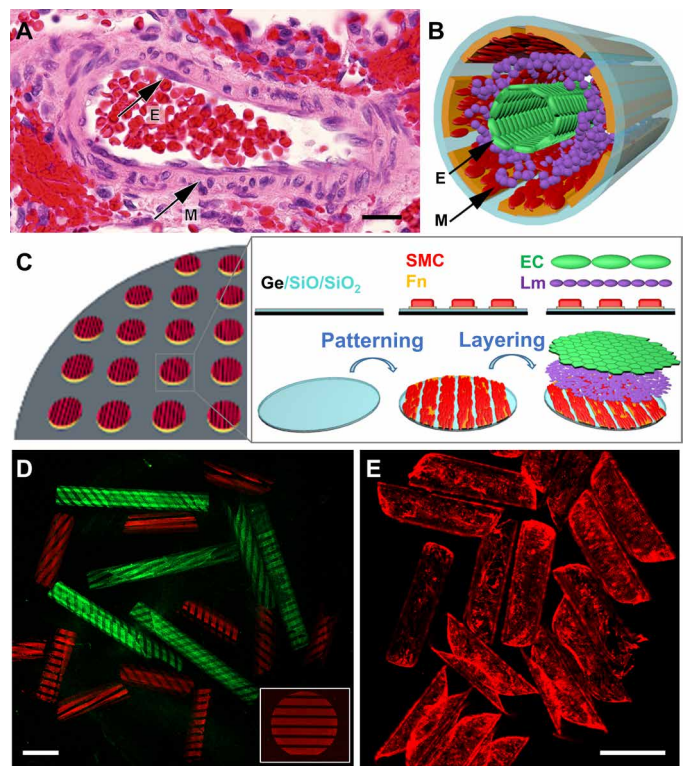 A
E
M
B
E
M
C
Ge/SiO/SiO2
SMC
Fn
EC
Lm
Patterning
Layering
D
E